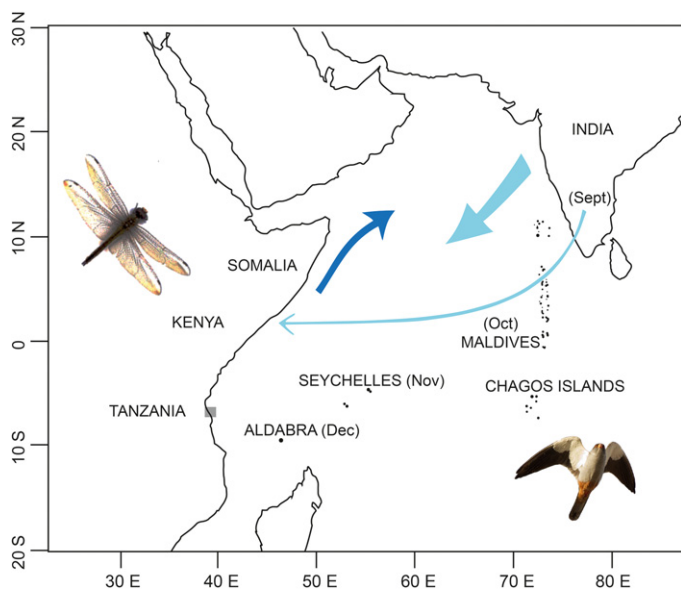 30 N
20 N
INDIA
(Sept)
10 N
SOMALIA
KENYA
(Oct)
0
MALDIVES
SEYCHELLES (Nov)
CHAGOS ISLANDS
TANZANIA
ALDABRA (Dec)
10 S
20 S
30 E
40 E
50 E
60 E
70 E
80 E